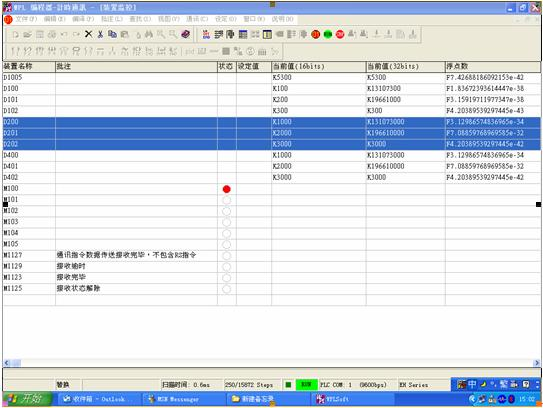 WPL 编程器-計時通訊 - [装置监控]
文件(F) 编辑(E) 编译(P) 批注(L) 查找(S) 视图(V) 通讯(C) 设定(O) 窗口(W) 说明(H)
装置名称 批注 状态 设定值 当前值(16bits) 当前值(32bits) 浮点数
D1005 K5300 K5300 F7.42688186092153e-42
D100 K100 K13107300 F1.83672393614447e-38
D101 K200 K19661000 F3.15919711977347e-38
D102 K300 K300 F4.20389539297445e-43
D200 K1000 K131073000 F3.12986574836965e-34
D201 K2000 K196610000 F7.08859768969585e-32
D202 K3000 K3000 F4.20389539297445e-42
D400 K1000 K131073000 F3.12986574836965e-34
D401 K2000 K196610000 F7.08859768969585e-32
D402 K3000 K3000 F4.20389539297445e-42
M100
M101
M102
M103
M104
M105
M1127 通讯指令数据传送接收完毕，不包含RS指令
M1129 接收逾时
M1123 接收完毕
M1125 接收状态解除
替换 扫描时间: 0.6ms 250/15872 Steps RUN PLC COM: 1 (9600bps) EH Series
开始 收件箱 - Outlook... MSN Messenger 新建备忘录 WPLSoft 15:02